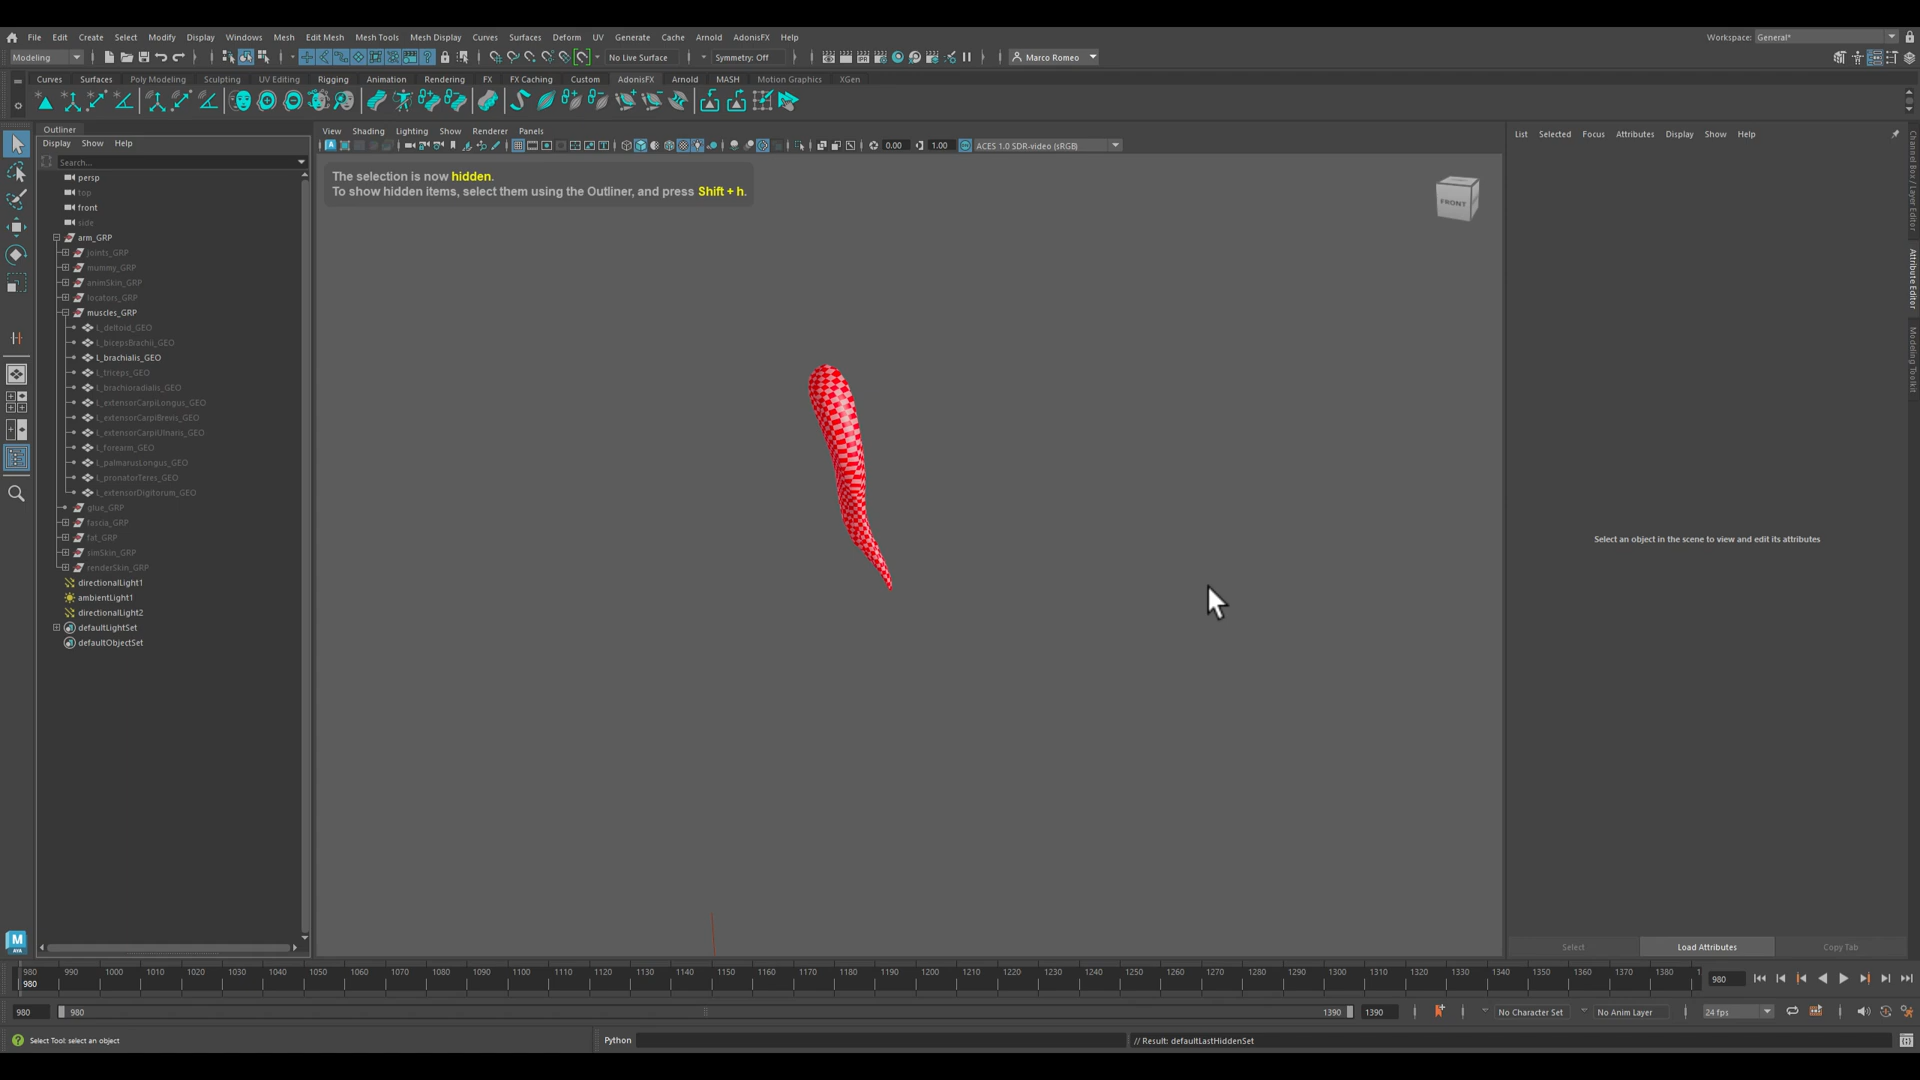 File Edit Create Select Modify Display Windows Mesh Edit Mesh Mesh Tools Mesh Display Curves Surfaces Deform UV Generate Cache Arnold AdonisFX Help
Workspace: General*
Modeling
No Live Surface
Symmetry: Off
Marco Romeo
Curves Surfaces Poly Modeling Sculpting UV Editing Rigging Animation Rendering FX FX Caching Custom AdonisFX Arnold MASH Motion Graphics XGen
Outliner
Display Show Help
Search...
persp
top
front
side
arm_GRP
joints_GRP
mummy_GRP
animSkin_GRP
locators_GRP
muscles_GRP
L_deltoid_GEO
L_bicepsBrachii_GEO
L_brachialis_GEO
L_triceps_GEO
L_brachioradialis_GEO
L_extensorCarpiLongus_GEO
L_extensorCarpiBrevis_GEO
L_extensorCarpiUlnaris_GEO
L_forearm_GEO
L_palmarusLongus_GEO
L_pronatorTeres_GEO
L_extensorDigitorum_GEO
glue_GRP
fascia_GRP
fat_GRP
simSkin_GRP
renderSkin_GRP
directionalLight1
ambientLight1
directionalLight2
defaultLightSet
defaultObjectSet
View Shading Lighting Show Renderer Panels
0.00 1.00 ACES 1.0 SDR-video (sRGB)
The selection is now hidden.
To show hidden items, select them using the Outliner, and press Shift + h.
FRONT
List Selected Focus Attributes Display Show Help
Select an object in the scene to view and edit its attributes
Select Load Attributes Copy Tab
Channel Box / Layer Editor
Attribute Editor
Modeling Toolkit
980 990 1000 1010 1020 1030 1040 1050 1060 1070 1080 1090 1100 1110 1120 1130 1140 1150 1160 1170 1180 1190 1200 1210 1220 1230 1240 1250 1260 1270 1280 1290 1300 1310 1320 1330 1340 1350 1360 1370 1380 1
980
980
980 980 1390 1390 No Character Set No Anim Layer 24 fps
Select Tool: select an object
Python
// Result: defaultLastHiddenSet